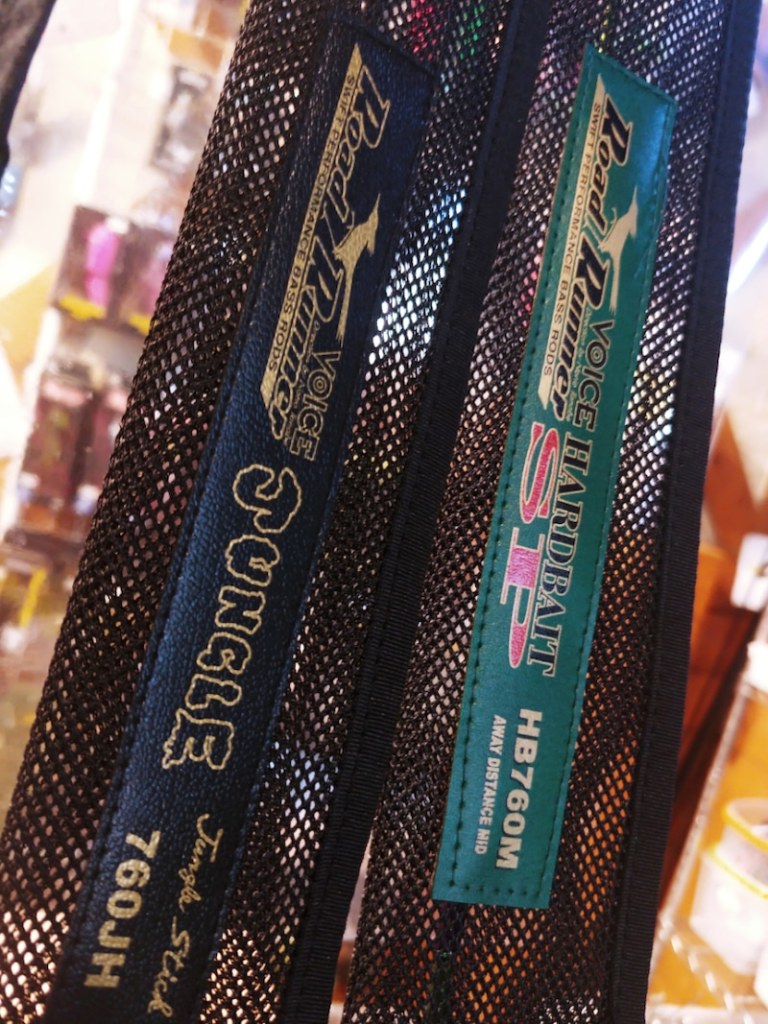 Road Runner
SWIFT PERFORMANCE BASS RODS
VOICE
JUNGLE
Jungle Stick
760JH
Road Runner
SWIFT PERFORMANCE BASS RODS
VOICE HARDBAIT
SP
HB760M
AWAY DISTANCE MID